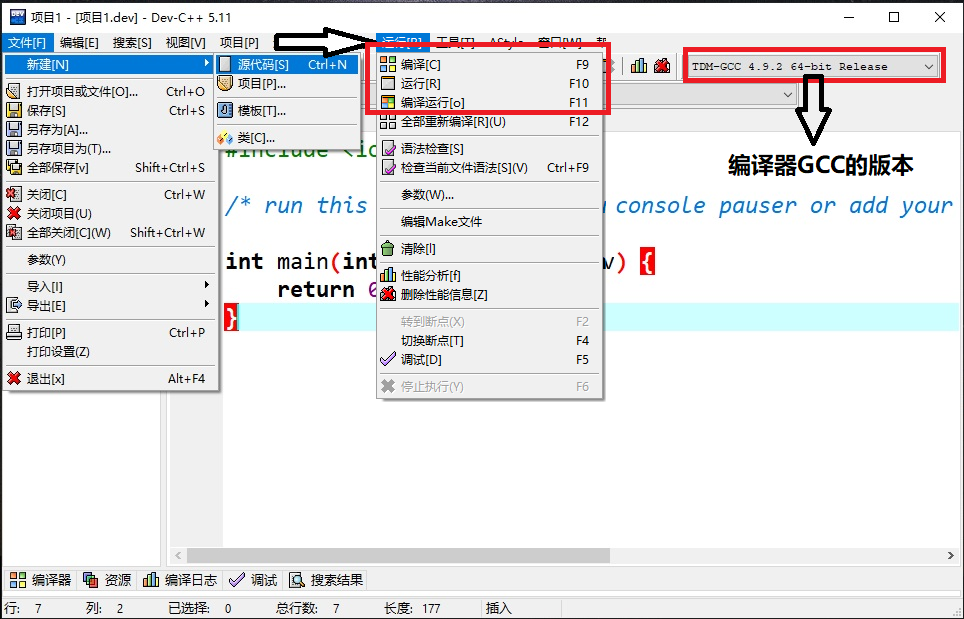 项目1 - [项目1.dev] - Dev-C++ 5.11
文件[F] 编辑[E] 搜索[S] 视图[V] 项目[P] 运行[R] 工具[T] AStyle 窗口[W] 帮
新建[N]
打开项目或文件[O]... Ctrl+O
保存[S] Ctrl+S
另存为[A]...
另存项目为(T)...
全部保存[v] Shift+Ctrl+S
关闭[C] Ctrl+W
关闭项目(U)
全部关闭[C](W) Shift+Ctrl+W
参数(Y)
导入[I]
导出[E]
打印[P] Ctrl+P
打印设置(Z)
退出[x] Alt+F4
源代码[S] Ctrl+N
项目[P]...
模板[T]...
类[C]...
编译[C] F9
运行[R] F10
编译运行[o] F11
全部重新编译[R](U) F12
语法检查[S]
检查当前文件语法[S](V) Ctrl+F9
参数(W)...
编辑Make文件
清除[l]
性能分析[f]
删除性能信息[Z]
转到断点(X) F2
切换断点[T] F4
调试[D] F5
停止执行(Y) F6
TDM-GCC 4.9.2 64-bit Release
编译器GCC的版本
#include <io
/* run this console pauser or add your
int main(int v) {
return 0
}
编译器 资源 编译日志 调试 搜索结果
行: 7 列: 2 已选择: 0 总行数: 7 长度: 177 插入